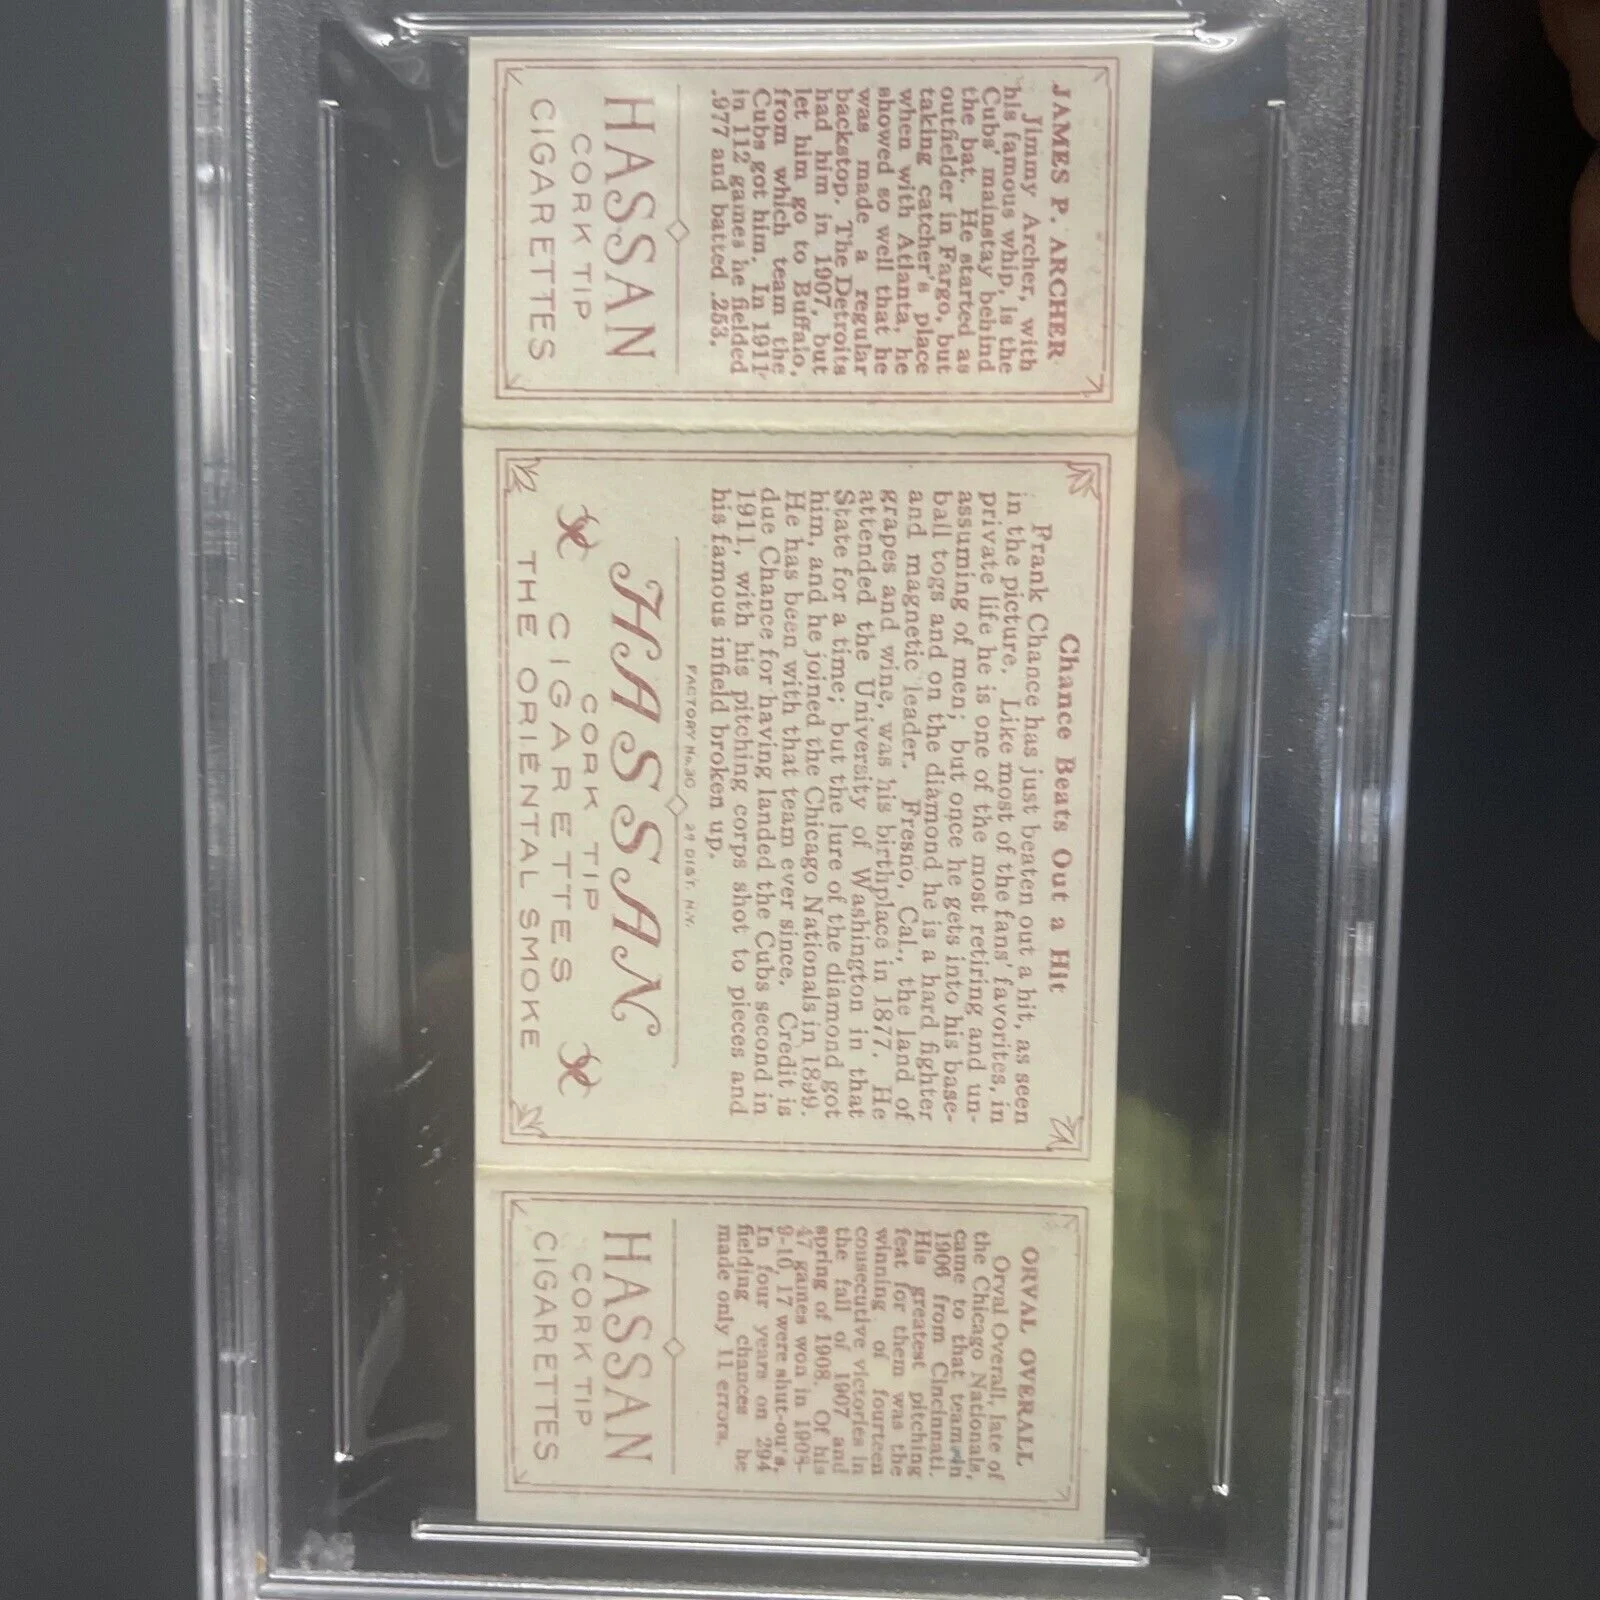 JAMES P. ARCHER
Jimmy Archer, with
his famous whip, is the
Cubs' mainstay behind
the bat. He started as
outfielder in Fargo, but
taking catcher's place
when with Atlanta, he
showed so well that he
was made a regular
backstop. The Detroits
had him in 1907, but
let him go to Buffalo,
from which team the
Cubs got him. In 1911
in 112 games he fielded
.977 and batted .253.
HASSAN
CORK TIP
CIGARETTES
Chance Beats Out a Hit
Frank Chance has just beaten out a hit, as seen
in the picture. Like most of the fans' favorites, in
private life he is one of the most retiring and un-
assuming of men; but once he gets into his base-
ball togs and on the diamond he is a hard fighter
and magnetic leader. Fresno, Cal., the land of
grapes and wine, was his birthplace in 1877. He
attended the University of Washington in that
State for a time; but the lure of the diamond got
him, and he joined the Chicago Nationals in 1899.
He has been with that team ever since. Credit is
due Chance for having landed the Cubs second in
1911, with his pitching corps shot to pieces and
his famous infield broken up.
FACTORY No. 30 2d DIST. N.Y.
HASSAN
CORK TIP
CIGARETTES
THE ORIENTAL SMOKE
ORVAL OVERALL
Orval Overall, late of
the Chicago Nationals,
came to that team in
1906 from Cincinnati.
His greatest pitching
feat for them was the
winning of fourteen
consecutive victories in
the fall of 1907 and
spring of 1908. Of his
47 games won in 1908-
9-10, 17 were shut-outs.
In four years on 294
fielding chances he
made only 11 errors.
HASSAN
CORK TIP
CIGARETTES